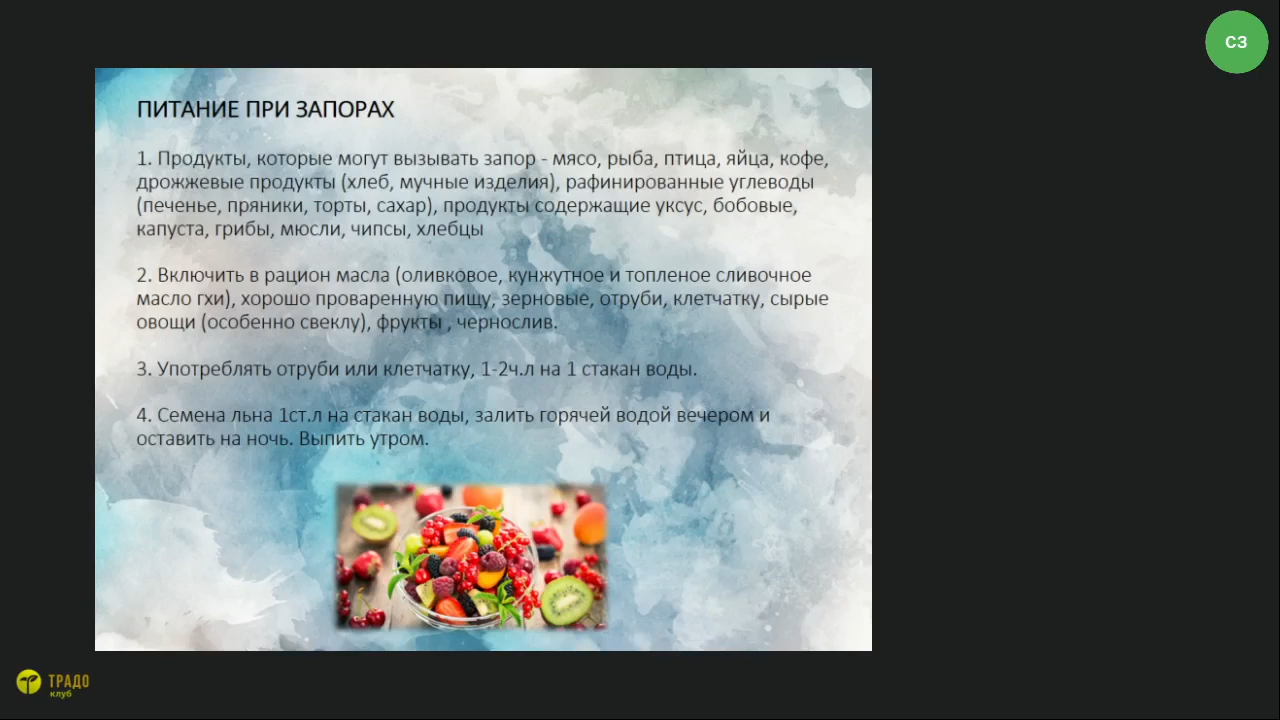 СЗ
ПИТАНИЕ ПРИ ЗАПОРАХ
1. Продукты, которые могут вызывать запор - мясо, рыба, птица, яйца, кофе,
дрожжевые продукты (хлеб, мучные изделия), рафинированные углеводы
(печенье, пряники, торты, сахар), продукты содержащие уксус, бобовые,
капуста, грибы, мюсли, чипсы, хлебцы
2. Включить в рацион масла (оливковое, кунжутное и топленое сливочное
масло гхи), хорошо проваренную пищу, зерновые, отруби, клетчатку, сырые
овощи (особенно свеклу), фрукты , чернослив.
3. Употреблять отруби или клетчатку, 1-2ч.л на 1 стакан воды.
4. Семена льна 1ст.л на стакан воды, залить горячей водой вечером и
оставить на ночь. Выпить утром.
ТРАДО
клуб